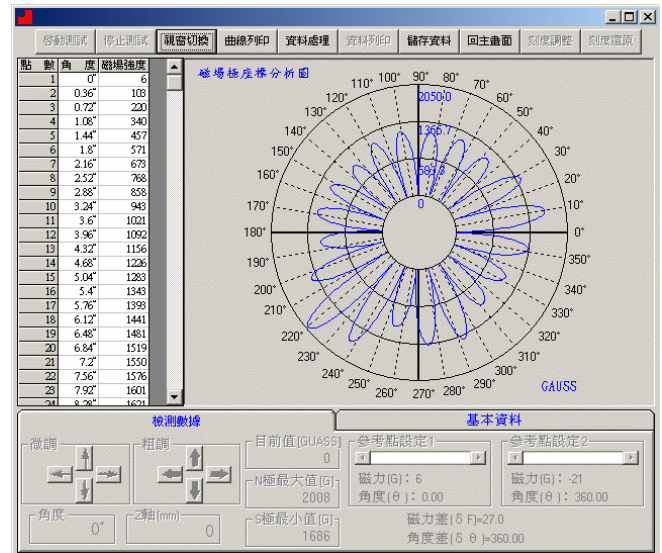 啓動測試 停止測試 視窗切換 曲線列印 資料處理 資料列印 儲存資料 回主畫面 刻度調整 刻度還原
點 數 角 度 磁場強度
1 0° 6
2 0.36° 103
3 0.72° 220
4 1.08° 340
5 1.44° 457
6 1.8° 571
7 2.16° 673
8 2.52° 768
9 2.88° 858
10 3.24° 943
11 3.6° 1021
12 3.96° 1092
13 4.32° 1156
14 4.68° 1226
15 5.04° 1283
16 5.4° 1343
17 5.76° 1393
18 6.12° 1441
19 6.48° 1481
20 6.84° 1519
21 7.2° 1550
22 7.56° 1576
23 7.92° 1601
24 8.28° 1621
磁場極座標分析圖
110° 100° 90° 80° 70°
120° 60°
130° 50°
140° 40°
150° 30°
160° 20°
170° 10°
180° 0°
190° 350°
200° 340°
210° 330°
220° 320°
230° 310°
240° 300°
250° 260° 270° 280° 290°
2050.0
1366.7
683.3
0
GAUSS
檢測數據 基本資料
微調 粗調
角度 0° Z軸(mm) 0
目前值[GUASS]
0
N極最大值[G]
2008
S極最小值[G]
1686
參考點設定1
磁力(G): 6
角度(θ): 0.00
參考點設定2
磁力(G): -21
角度(θ): 360.00
磁力差(δ F)=27.0
角度差(δ θ)=360.00